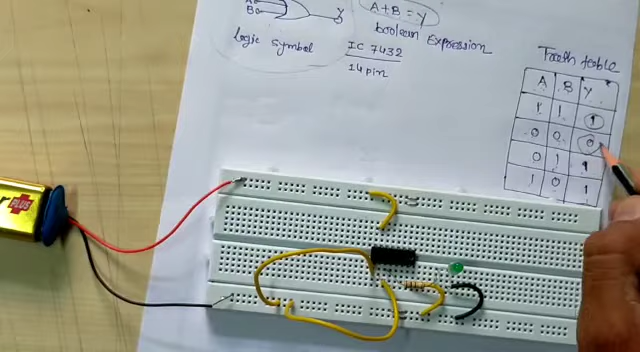 A
B
Y
A+B = Y
boolean Expression
Logic symbol
IC 7432
14 pin
Truth table
A B Y
1 1 1
0 0 0
0 1 1
1 0 1
PLUS